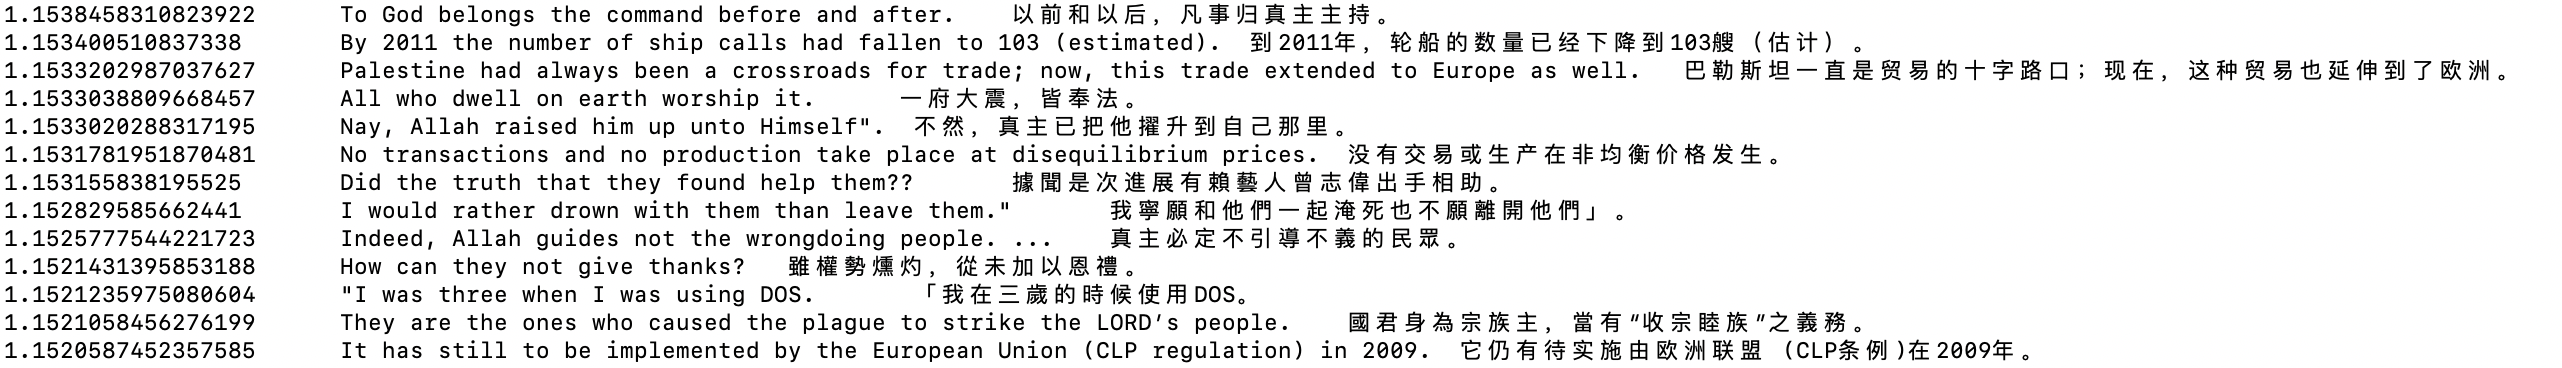 1.1538458310823922 To God belongs the command before and after. 以前和以后，凡事归真主主持。
1.153400510837338 By 2011 the number of ship calls had fallen to 103 (estimated). 到2011年，轮船的数量已经下降到103艘（估计）。
1.1533202987037627 Palestine had always been a crossroads for trade; now, this trade extended to Europe as well. 巴勒斯坦一直是贸易的十字路口；现在，这种贸易也延伸到了欧洲。
1.1533038809668457 All who dwell on earth worship it. 一府大震，皆奉法。
1.1533020288317195 Nay, Allah raised him up unto Himself". 不然，真主已把他擢升到自己那里。
1.1531781951870481 No transactions and no production take place at disequilibrium prices. 没有交易或生产在非均衡价格发生。
1.153155838195525 Did the truth that they found help them?? 據聞是次進展有賴藝人曾志偉出手相助。
1.152829585662441 I would rather drown with them than leave them." 我寧願和他們一起淹死也不願離開他們」。
1.1525777544221723 Indeed, Allah guides not the wrongdoing people. ... 真主必定不引導不義的民眾。
1.1521431395853188 How can they not give thanks? 雖權勢燻灼，從未加以恩禮。
1.1521235975080604 "I was three when I was using DOS. 「我在三歲的時候使用DOS。
1.1521058456276199 They are the ones who caused the plague to strike the LORD’s people. 國君身為宗族主，當有“收宗睦族”之義務。
1.1520587452357585 It has still to be implemented by the European Union (CLP regulation) in 2009. 它仍有待实施由欧洲联盟 (CLP条例)在2009年。